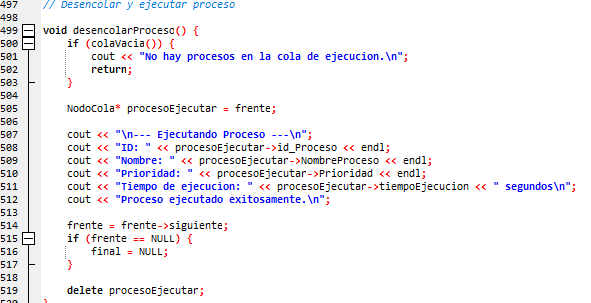 497 // Desencolar y ejecutar proceso
498
499 void desencolarProceso() {
500 if (colaVacia()) {
501 cout << "No hay procesos en la cola de ejecucion.\n";
502 return;
503 }
504
505 NodoCola* procesoEjecutar = frente;
506
507 cout << "\n--- Ejecutando Proceso ---\n";
508 cout << "ID: " << procesoEjecutar->id_Proceso << endl;
509 cout << "Nombre: " << procesoEjecutar->NombreProceso << endl;
510 cout << "Prioridad: " << procesoEjecutar->Prioridad << endl;
511 cout << "Tiempo de ejecucion: " << procesoEjecutar->tiempoEjecucion << " segundos\n";
512 cout << "Proceso ejecutado exitosamente.\n";
513
514 frente = frente->siguiente;
515 if (frente == NULL) {
516 final = NULL;
517 }
518
519 delete procesoEjecutar;